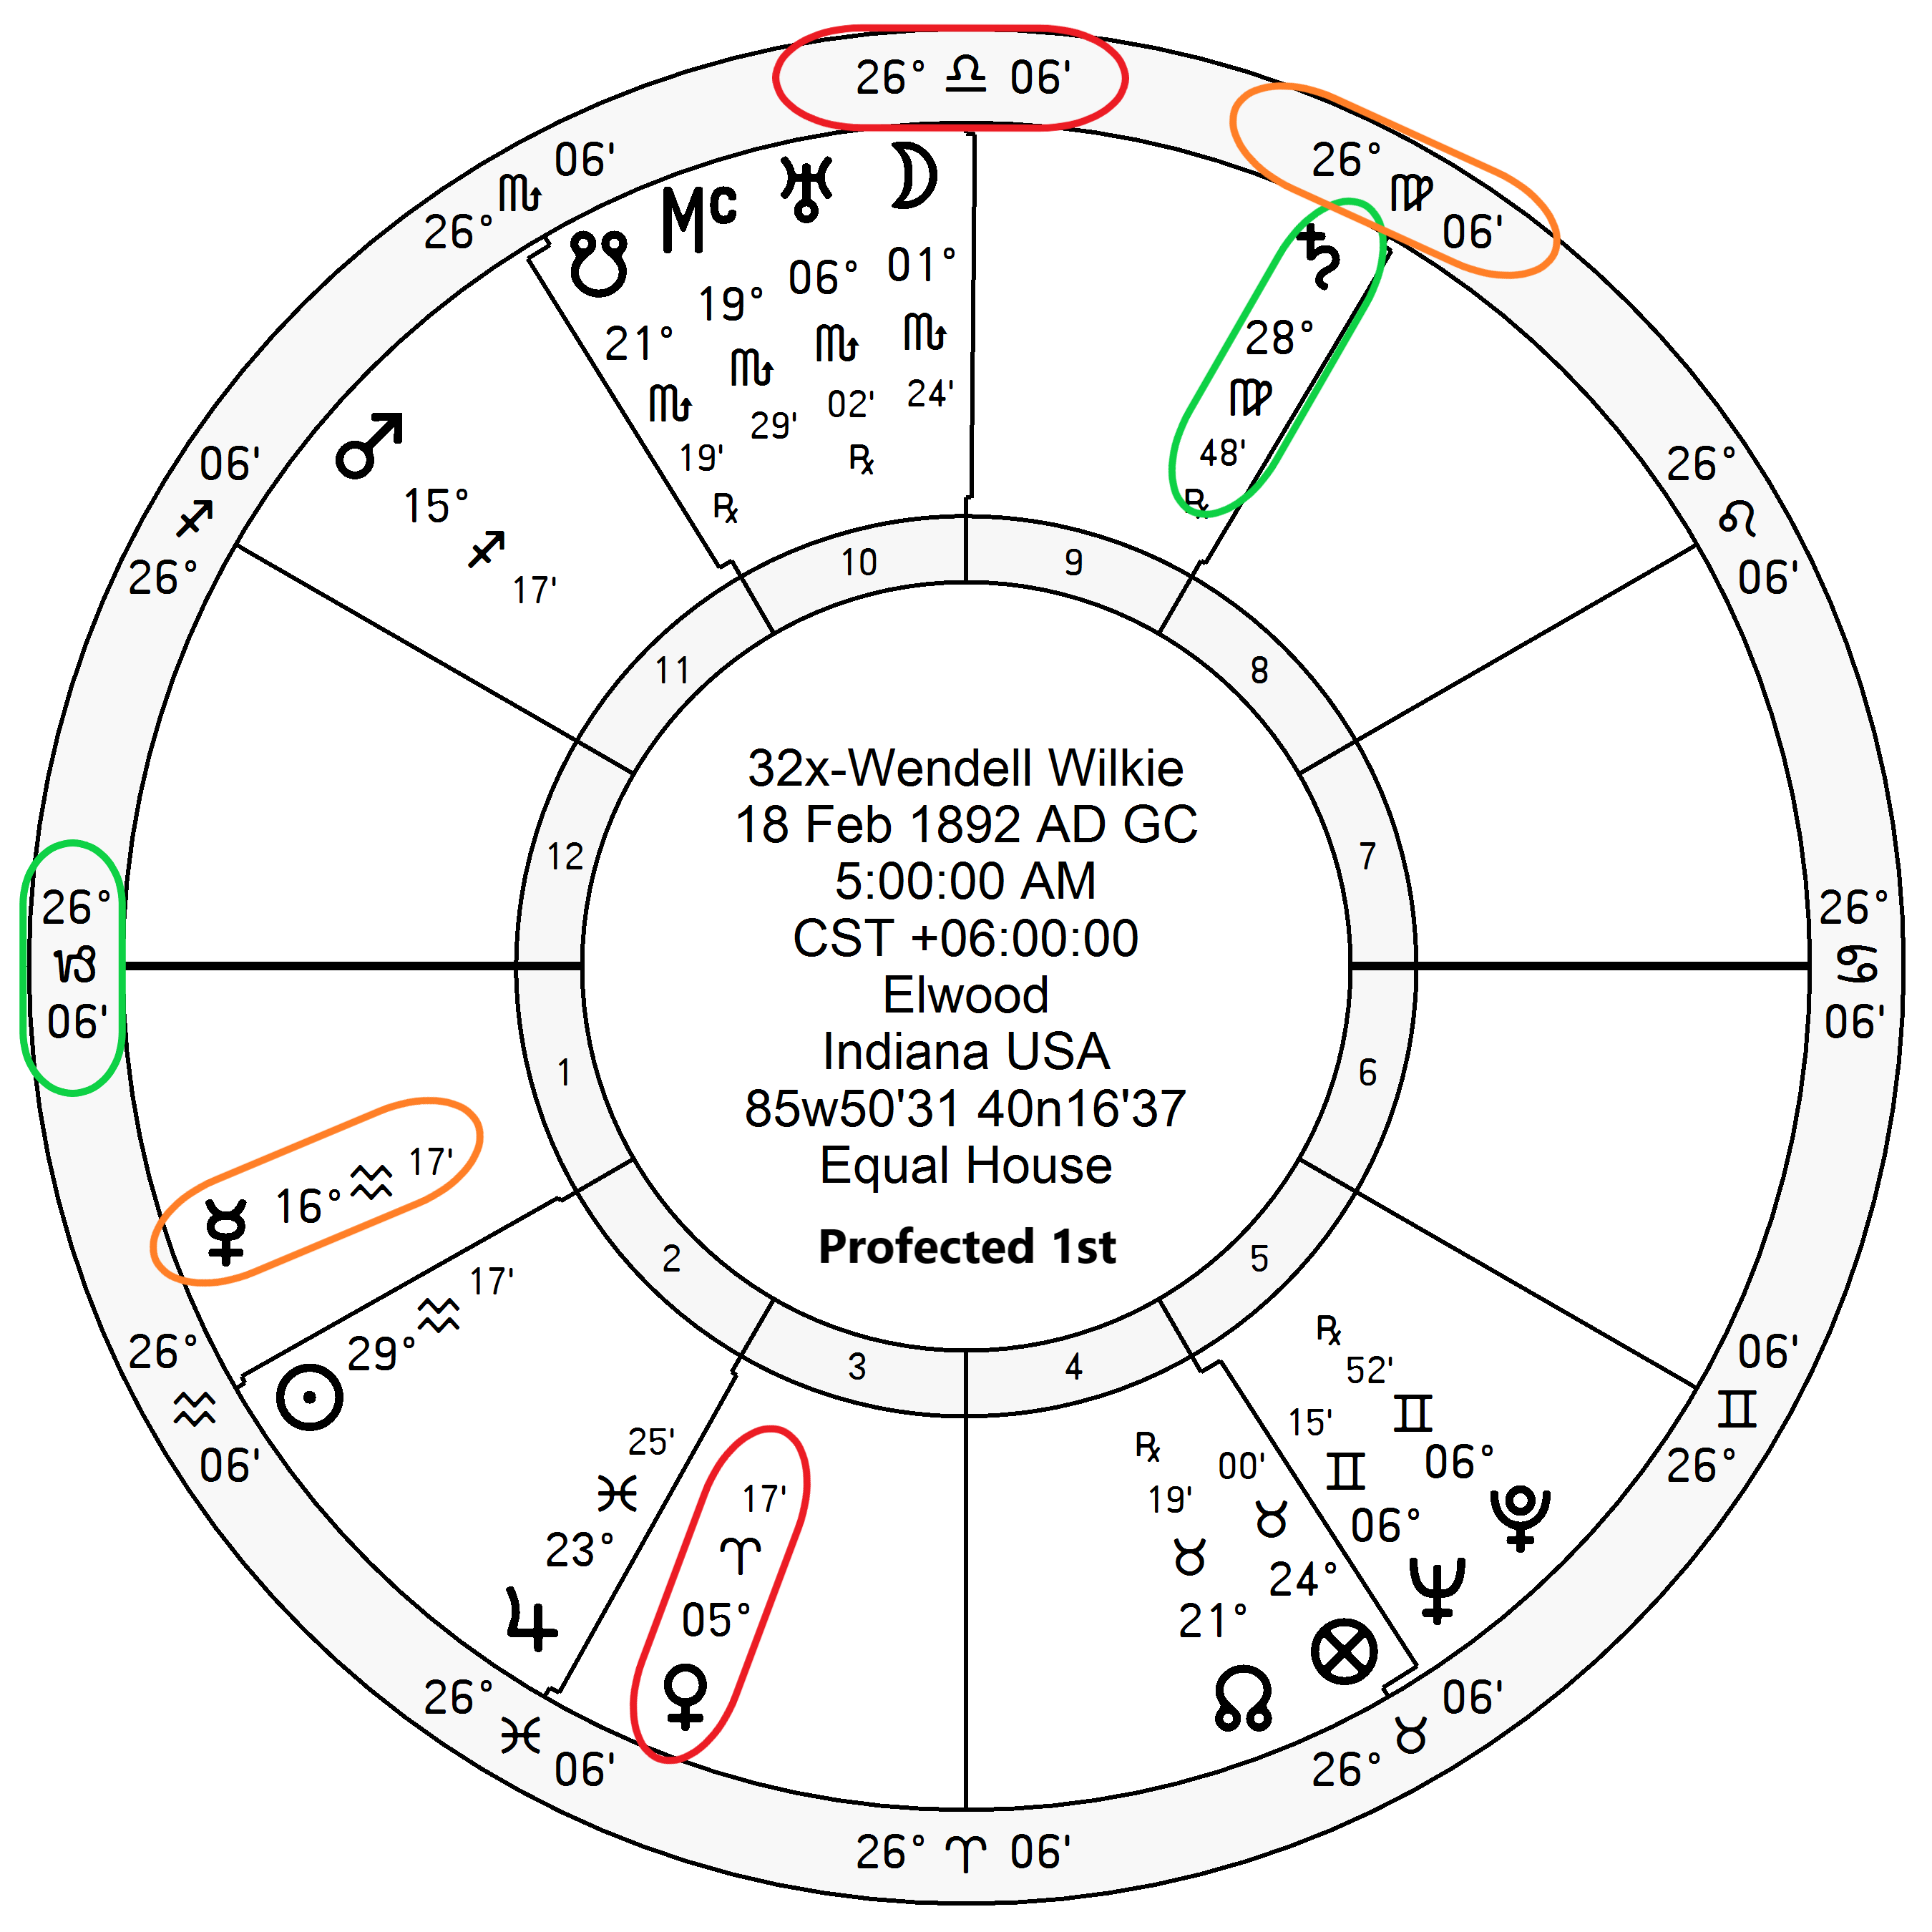 26° ♎ 06'
26° ♍ 06'
26° ♌ 06'
26° ♋ 06'
26° ♊ 06'
26° ♉ 06'
26° ♈ 06'
26° ♓ 06'
26° ♒ 06'
26° ♑ 06'
26° ♐ 06'
26° ♏ 06'
☽ 01° ♏ 24'
♅ 06° ♏ 02' ℞
Mc 19° ♏ 29'
☋ 21° ♏ 19' ℞
♂ 15° ♐ 17'
♄ 28° ♍ 48' ℞
☿ 16° ♒ 17'
☉ 29° ♒ 17'
♃ 23° ♓ 25'
♀ 05° ♈ 17'
☊ 21° ♉ 19' ℞
⊗ 24° ♉ 00'
♆ 06° ♊ 15'
♇ 06° ♊ 52' ℞
10
9
8
7
6
5
4
3
2
1
12
11
32x-Wendell Wilkie
18 Feb 1892 AD GC
5:00:00 AM
CST +06:00:00
Elwood
Indiana USA
85w50'31 40n16'37
Equal House
Profected 1st